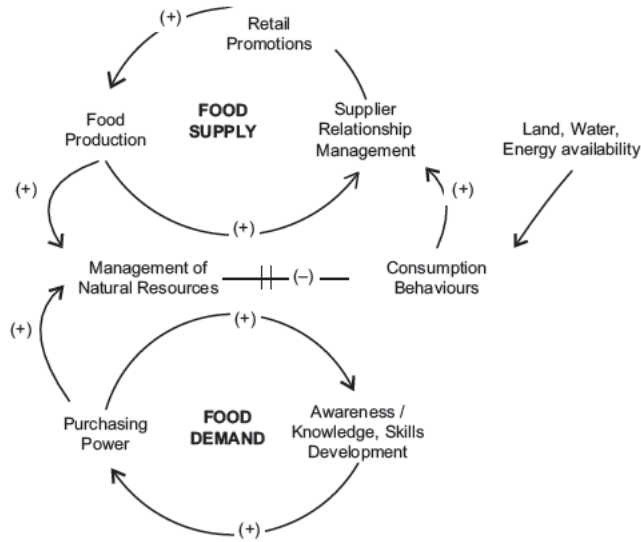 (+)
Retail
Promotions
Food
Production
FOOD
SUPPLY
Supplier
Relationship
Management
Land, Water,
Energy availability
(+)
(+)
(+)
Management of
Natural Resources
(–)
Consumption
Behaviours
(+)
(+)
Purchasing
Power
FOOD
DEMAND
Awareness /
Knowledge, Skills
Development
(+)